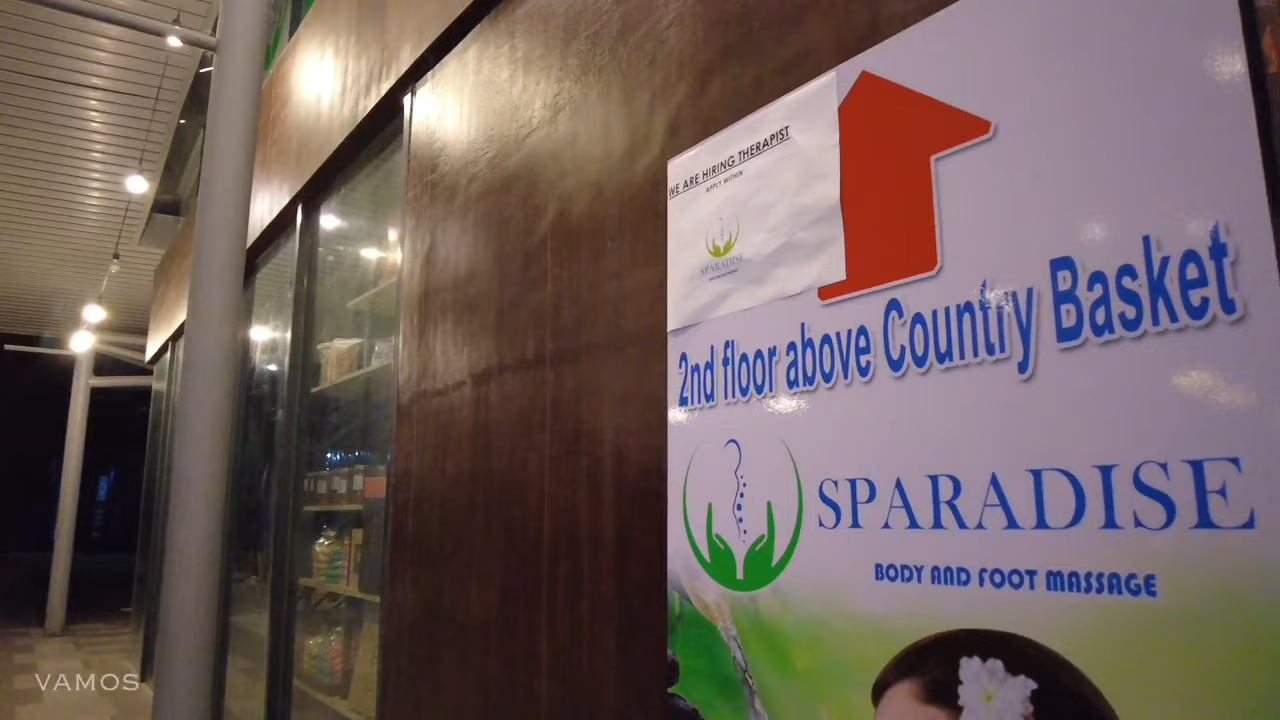 WE ARE HIRING THERAPIST
APPLY WITHIN
SPARADISE
2nd floor above Country Basket
SPARADISE
BODY AND FOOT MASSAGE
VAMOS